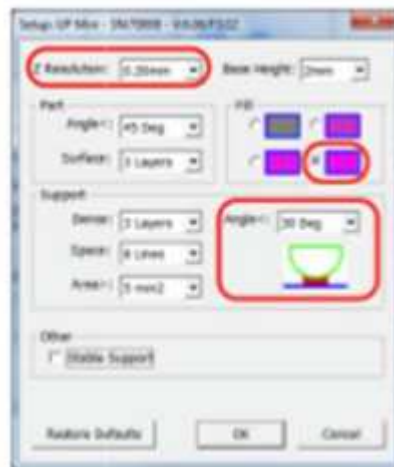 Setup: UP Mini -
Z Resolution: 0.20mm Base Height: 2mm
Part Fill
Angle<: 45 Deg
Surface: 3 Layers
Support
Dense: 3 Layers Angle<: 30 Deg
Space: 8 Lines
Area>: 5 mm2
Other
Stable Support
Restore Defaults OK Cancel